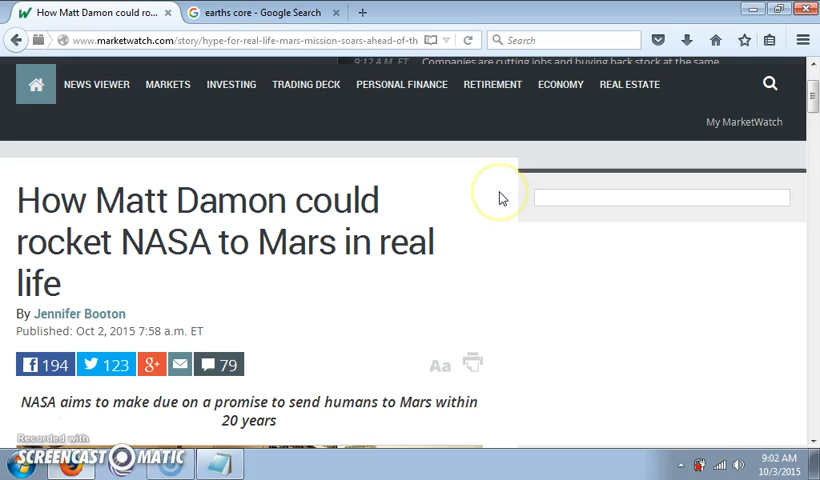 How Matt Damon could ro...
earths core - Google Search
www.marketwatch.com/story/hype-for-real-life-mars-mission-soars-ahead-of-th
Search
9:12 A.M. ET Companies are cutting jobs and buying back stock at the same
NEWS VIEWER MARKETS INVESTING TRADING DECK PERSONAL FINANCE RETIREMENT ECONOMY REAL ESTATE
My MarketWatch
How Matt Damon could
rocket NASA to Mars in real
life
By Jennifer Booton
Published: Oct 2, 2015 7:58 a.m. ET
194 123 g+ 79
Aa
NASA aims to make due on a promise to send humans to Mars within
20 years
Recorded with
SCREENCAST MATIC
9:02 AM
10/3/2015